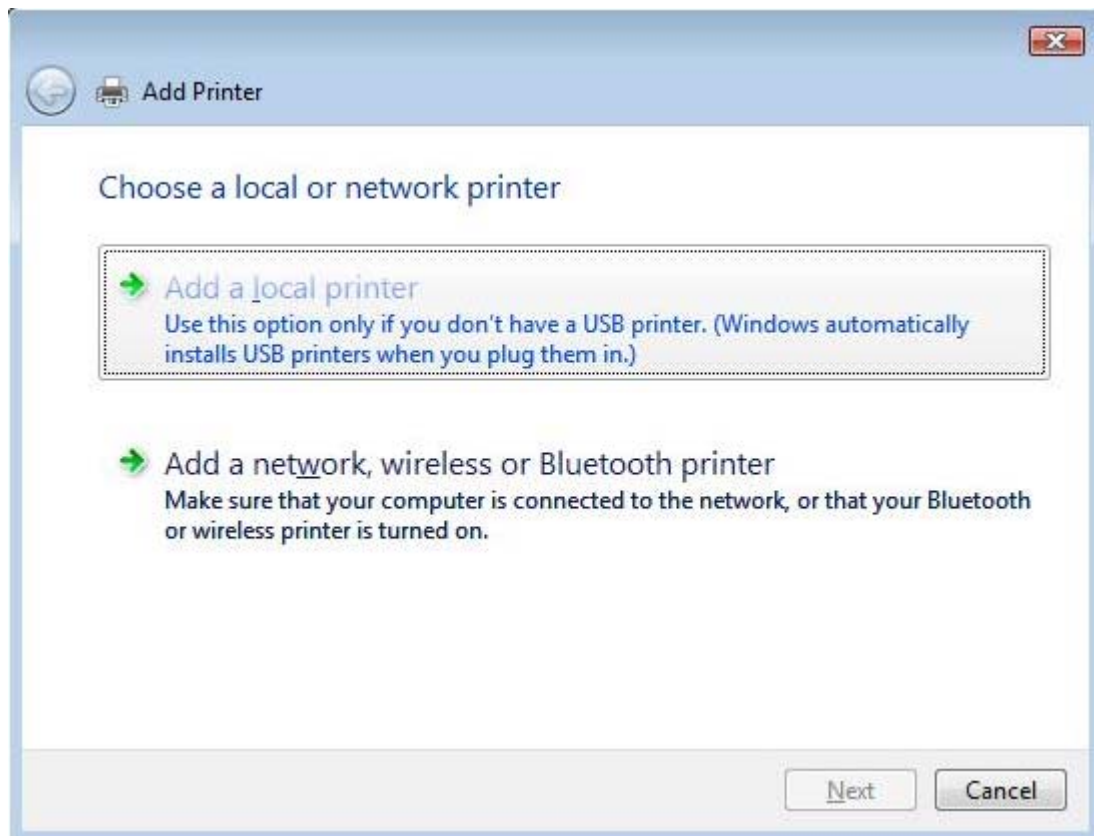 Add Printer
Choose a local or network printer
Add a local printer
Use this option only if you don't have a USB printer. (Windows automatically
installs USB printers when you plug them in.)
Add a network, wireless or Bluetooth printer
Make sure that your computer is connected to the network, or that your Bluetooth
or wireless printer is turned on.
Next
Cancel